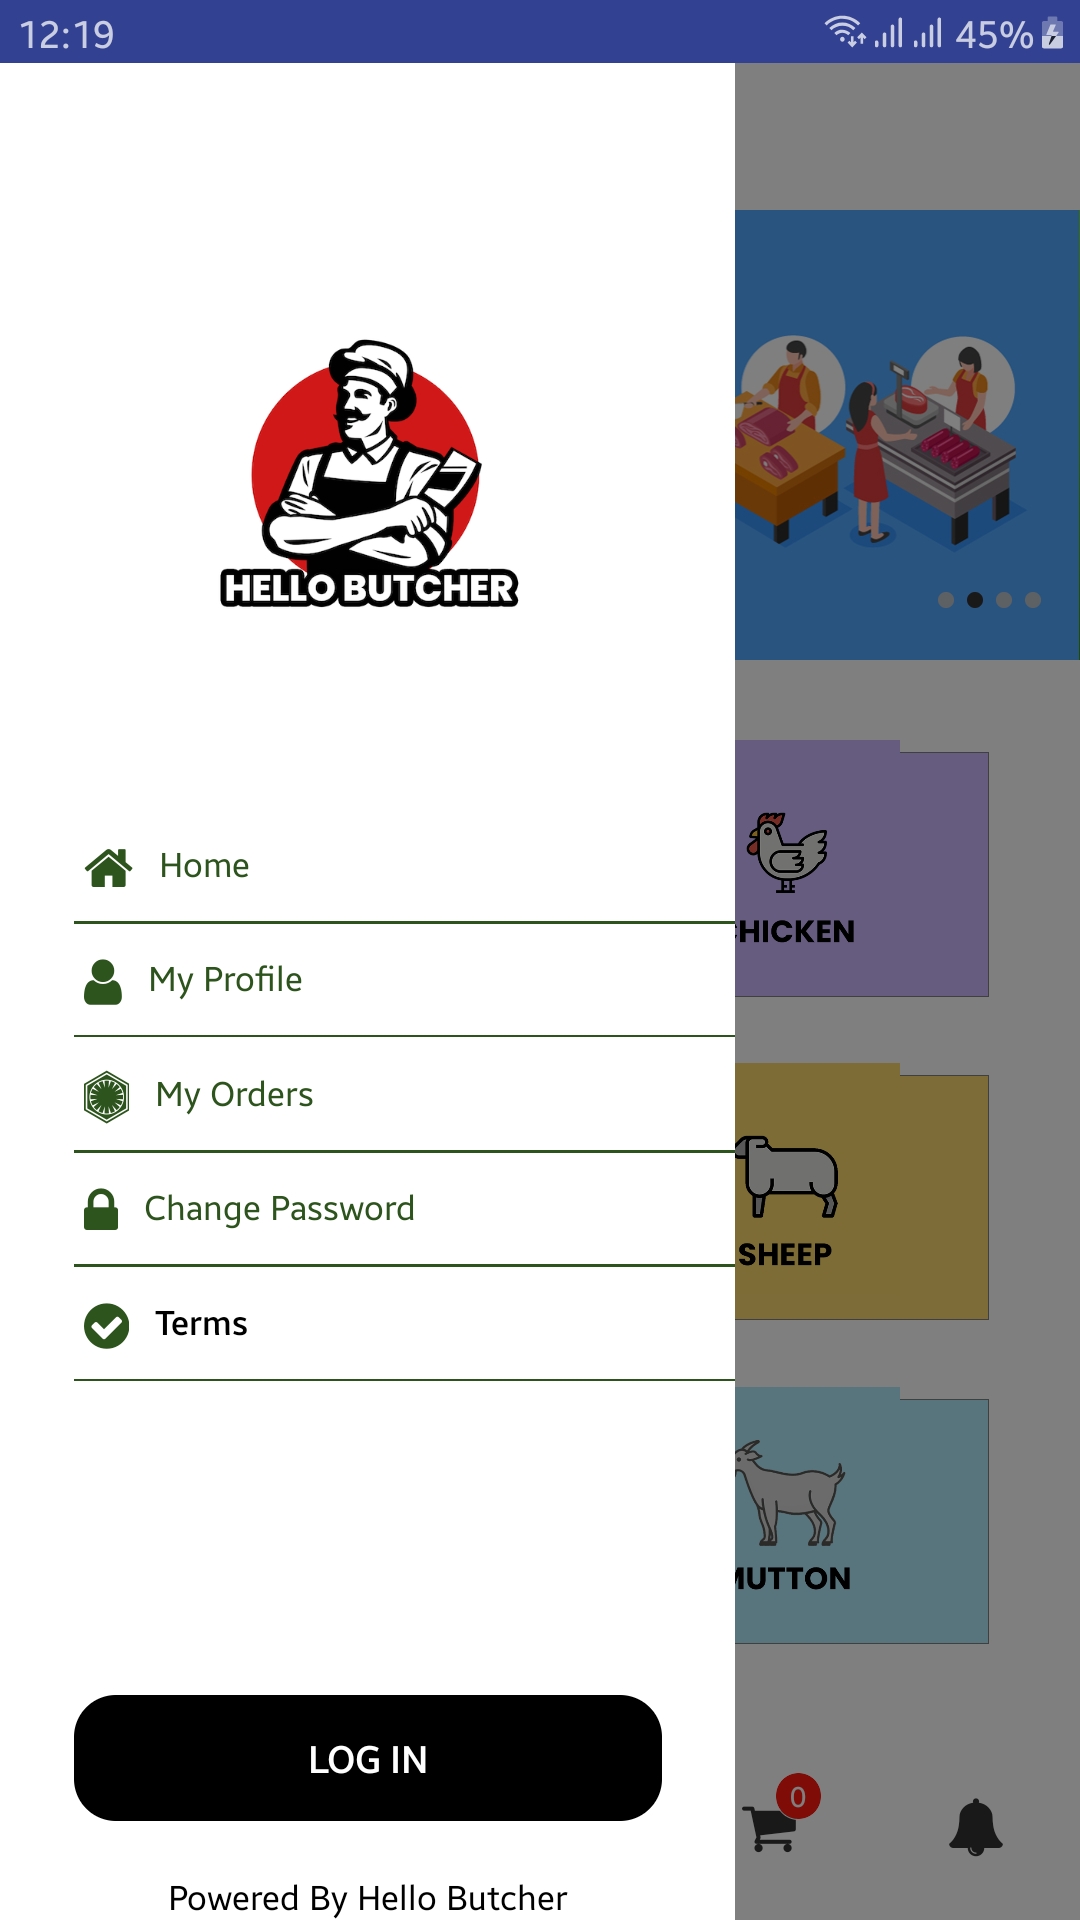 12:19
45%
HELLO BUTCHER
Home
My Profile
My Orders
Change Password
Terms
LOG IN
Powered By Hello Butcher
HICKEN
SHEEP
MUTTON
0